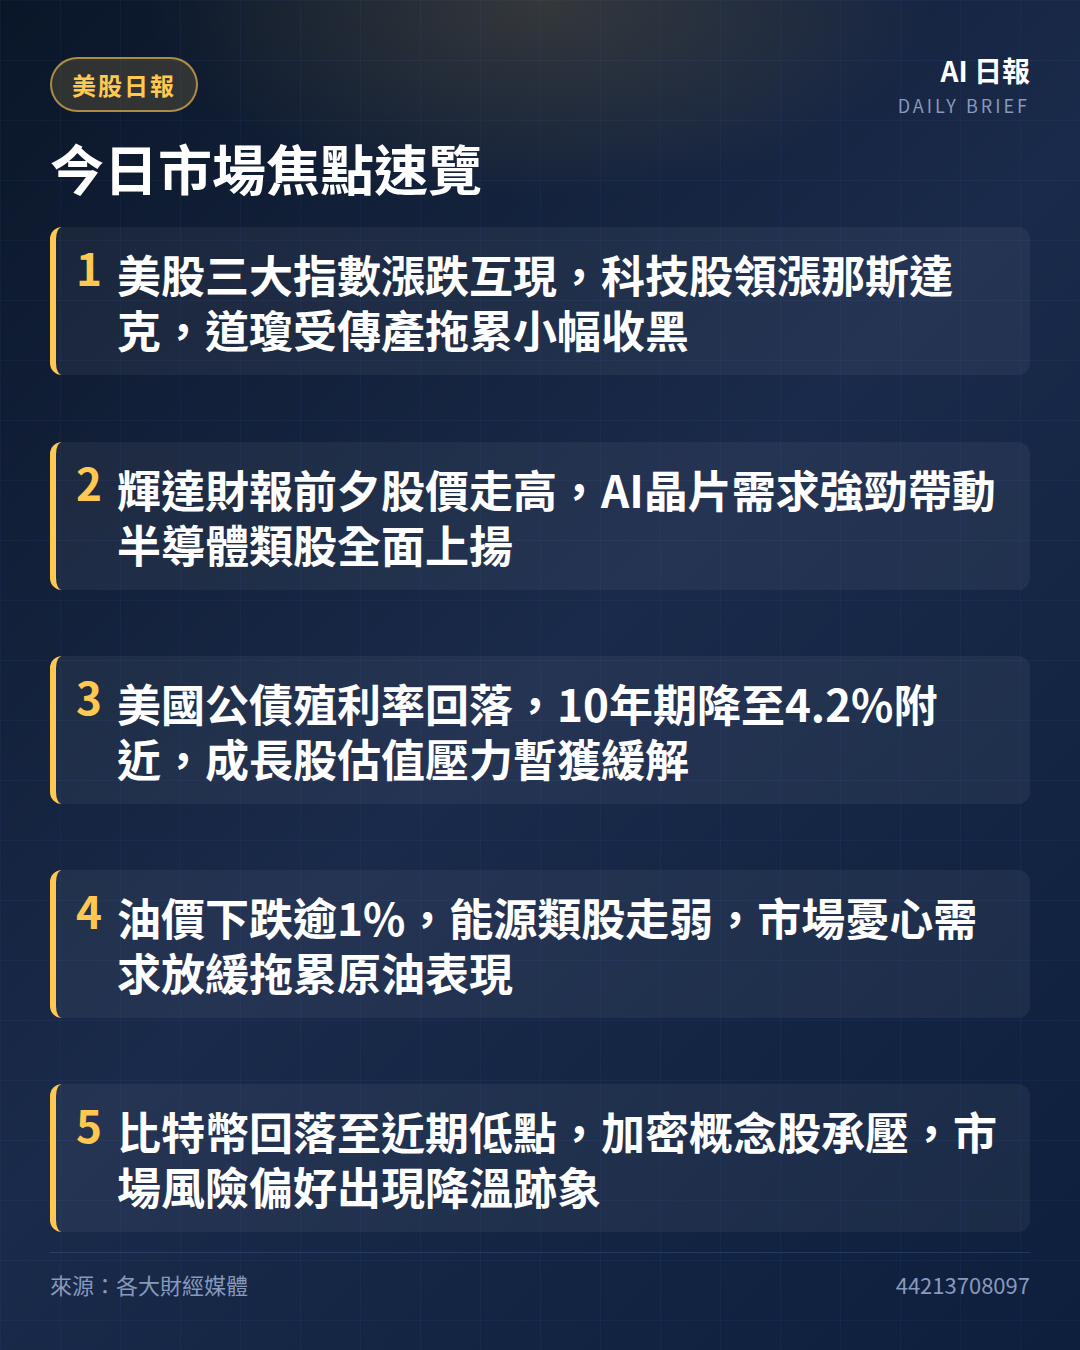 美股日報
AI 日報
DAILY BRIEF
今日市場焦點速覽
1 美股三大指數漲跌互現，科技股領漲那斯達
克，道瓊受傳產拖累小幅收黑
2 輝達財報前夕股價走高，AI晶片需求強勁帶動
半導體類股全面上揚
3 美國公債殖利率回落，10年期降至4.2%附
近，成長股估值壓力暫獲緩解
4 油價下跌逾1%，能源類股走弱，市場憂心需
求放緩拖累原油表現
5 比特幣回落至近期低點，加密概念股承壓，市
場風險偏好出現降溫跡象
來源：各大財經媒體
44213708097